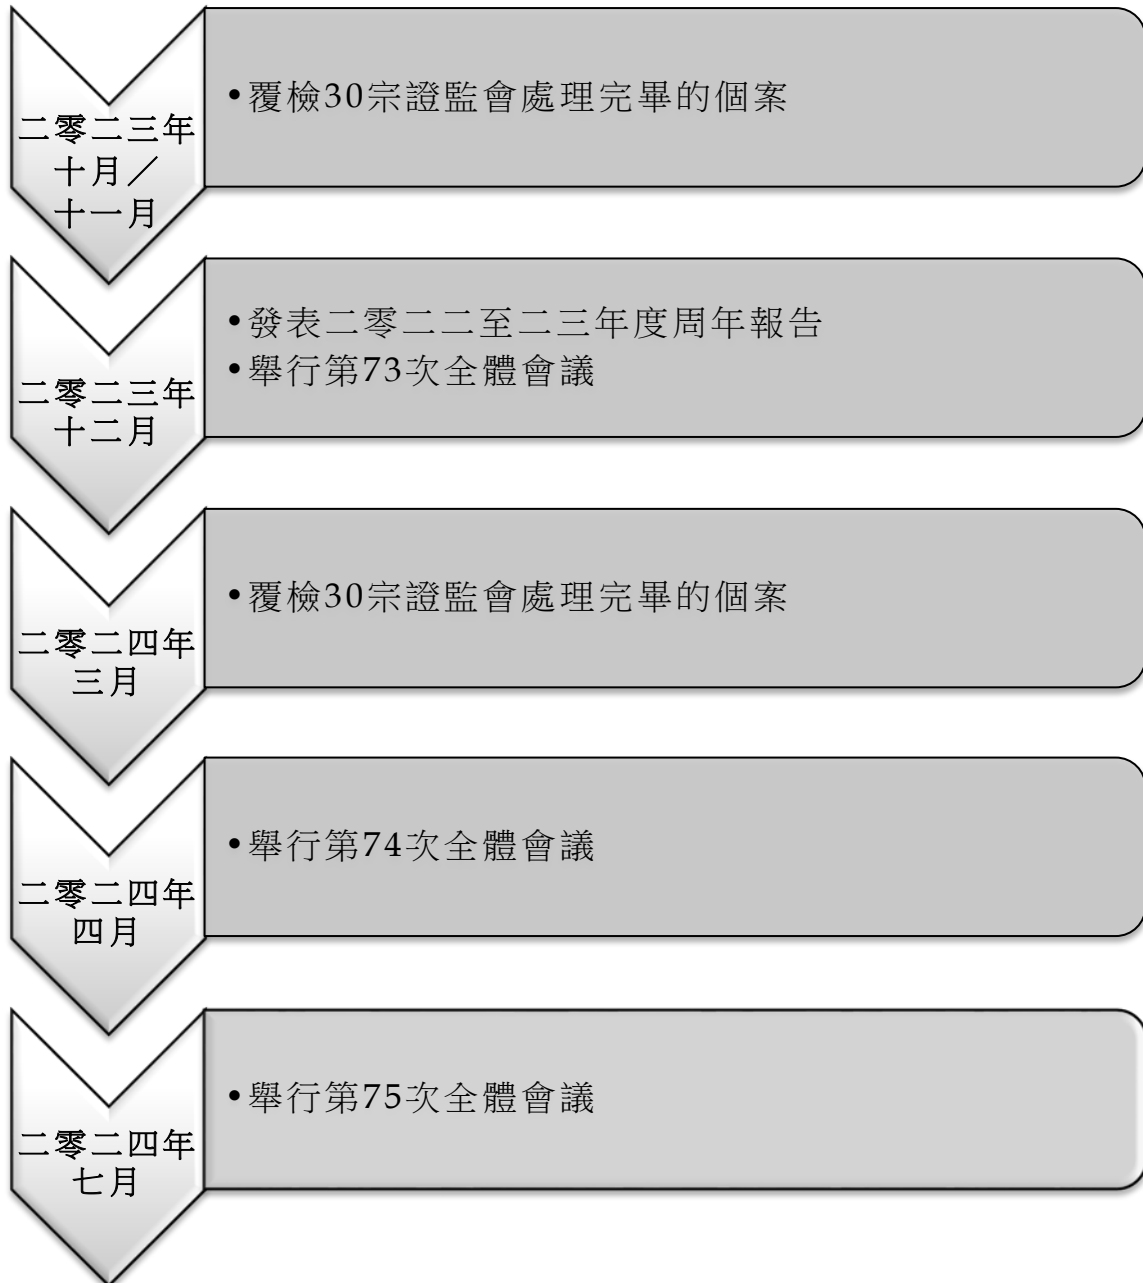 二零二三年
十月／
十一月
•覆檢30宗證監會處理完畢的個案
二零二三年
十二月
•發表二零二二至二三年度周年報告
•舉行第73次全體會議
二零二四年
三月
•覆檢30宗證監會處理完畢的個案
二零二四年
四月
•舉行第74次全體會議
二零二四年
七月
•舉行第75次全體會議